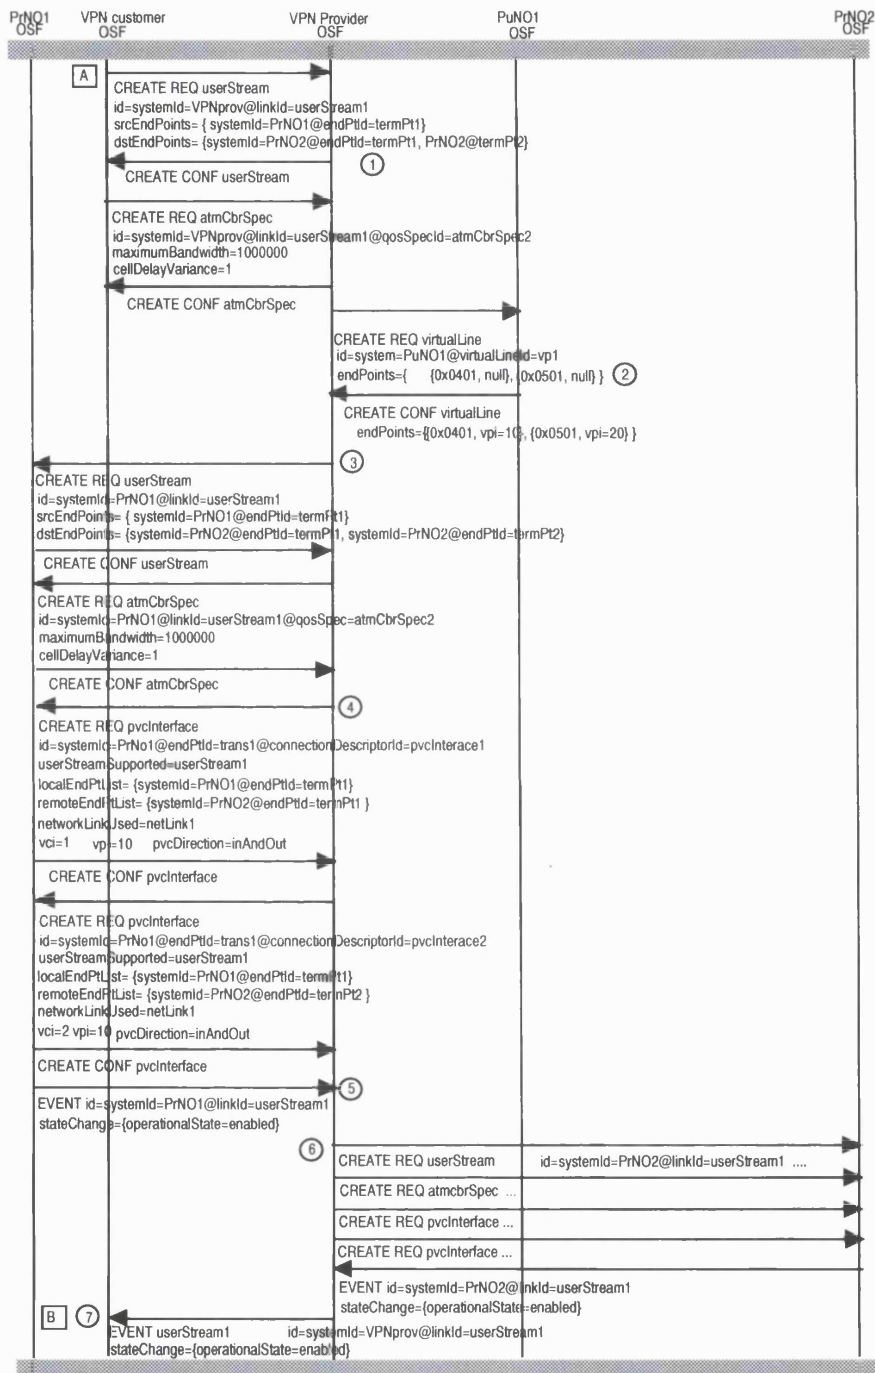 PrNO1 OSF
VPN customer OSF
VPN Provider OSF
PuNO1 OSF
PrNO2 OSF
A
CREATE REQ userStream
id=systemId=VPNprov@linkId=userStream1
srcEndPoints= { systemId=PrNO1@endPtId=termPt1}
dstEndPoints= {systemId=PrNO2@endPtId=termPt1, PrNO2@termPt2}
1
CREATE CONF userStream
CREATE REQ atmCbrSpec
id=systemId=VPNprov@linkId=userStream1@qosSpecId=atmCbrSpec2
maximumBandwidth=1000000
cellDelayVariance=1
CREATE CONF atmCbrSpec
CREATE REQ virtualLine
id=system=PuNO1@virtualLineId=vp1
endPoints={ {0x0401, null}, {0x0501, null} }
2
CREATE CONF virtualLine
endPoints={{0x0401, vpi=10}, {0x0501, vpi=20} }
3
CREATE REQ userStream
id=systemId=PrNO1@linkId=userStream1
srcEndPoints= { systemId=PrNO1@endPtId=termPt1}
dstEndPoints= {systemId=PrNO2@endPtId=termPt1, systemId=PrNO2@endPtId=termPt2}
CREATE CONF userStream
CREATE REQ atmCbrSpec
id=systemId=PrNO1@linkId=userStream1@qosSpec=atmCbrSpec2
maximumBandwidth=1000000
cellDelayVariance=1
CREATE CONF atmCbrSpec
4
CREATE REQ pvcInterface
id=systemId=PrNo1@endPtId=trans1@connectionDescriptorId=pvcInterace1
userStreamSupported=userStream1
localEndPtList= {systemId=PrNO1@endPtId=termPt1}
remoteEndPtList= {systemId=PrNO2@endPtId=termPt1 }
networkLinkUsed=netLink1
vci=1 vpi=10 pvcDirection=inAndOut
CREATE CONF pvcInterface
CREATE REQ pvcInterface
id=systemId=PrNo1@endPtId=trans1@connectionDescriptorId=pvcInterace2
userStreamSupported=userStream1
localEndPtList= {systemId=PrNO1@endPtId=termPt1}
remoteEndPtList= {systemId=PrNO2@endPtId=termPt2 }
networkLinkUsed=netLink1
vci=2 vpi=10 pvcDirection=inAndOut
CREATE CONF pvcInterface
5
EVENT id=systemId=PrNO1@linkId=userStream1
stateChange={operationalState=enabled}
6
CREATE REQ userStream id=systemId=PrNO2@linkId=userStream1 ....
CREATE REQ atmcbrSpec ...
CREATE REQ pvcInterface ...
CREATE REQ pvcInterface ...
EVENT id=systemId=PrNO2@linkId=userStream1
stateChange={operationalState=enabled}
B 7
EVENT userStream1 id=systemId=VPNprov@linkId=userStream1
stateChange={operationalState=enabled}